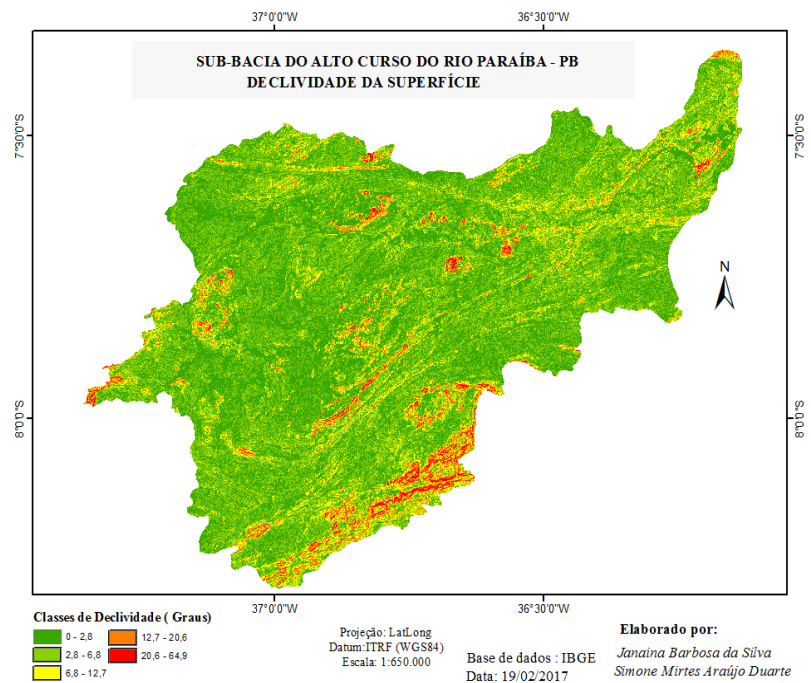 37°0'0"W
36°30'0"W
SUB-BACIA DO ALTO CURSO DO RIO PARAÍBA - PB
DECLIVIDADE DA SUPERFÍCIE
7°30'0"S
7°30'0"S
N
8°0'0"S
8°0'0"S
37°0'0"W
36°30'0"W
Classes de Declividade ( Graus)
0 - 2,8
2,8 - 6,8
6,8 - 12,7
12,7 - 20,6
20,6 - 64,9
Projeção: LatLong
Datum:ITRF (WGS84)
Escala: 1:650.000
Base de dados : IBGE
Data: 19/02/2017
Elaborado por:
Janaina Barbosa da Silva
Simone Mirtes Araújo Duarte